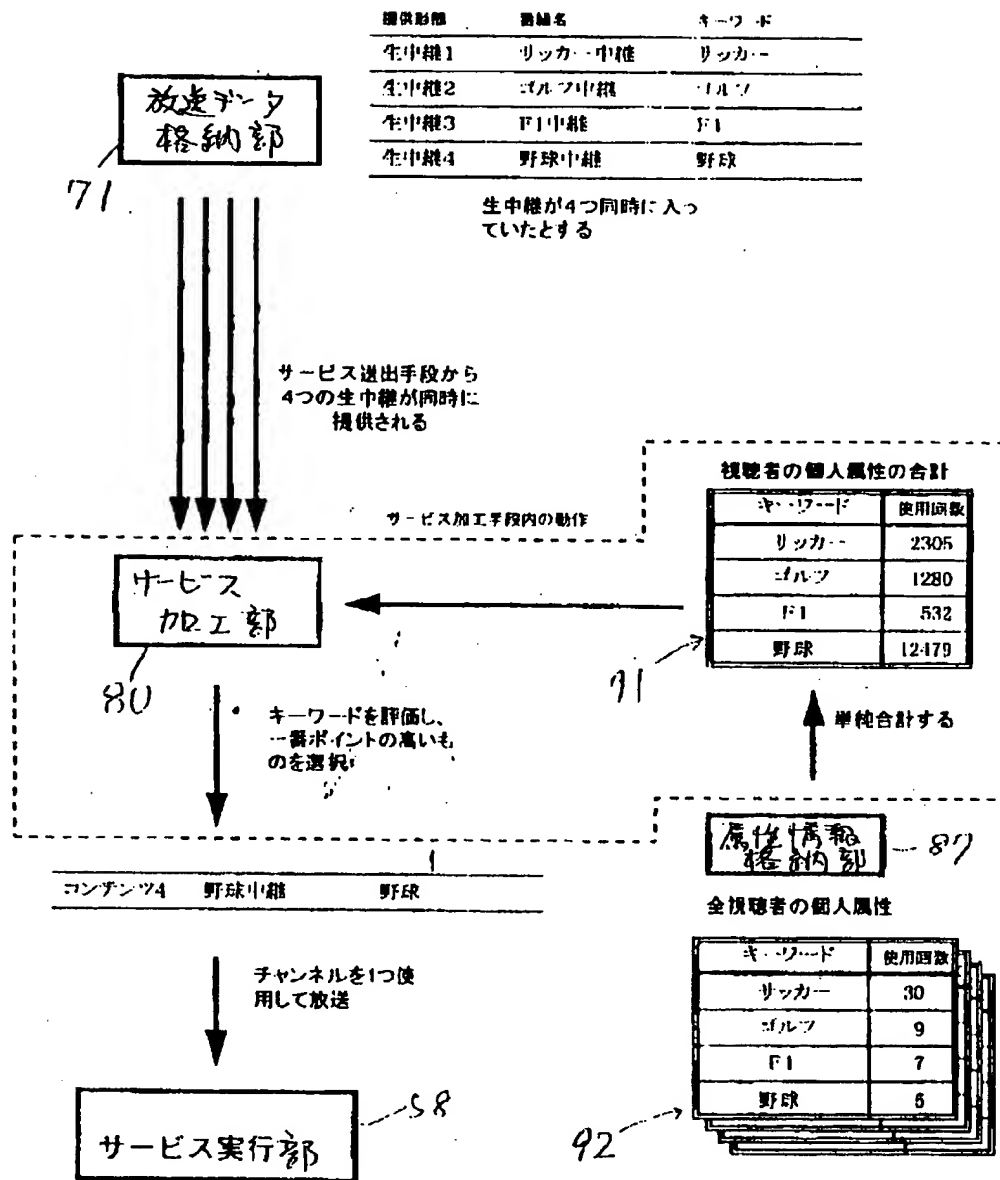 提供形態 番組名 キーワード
生中継1 サッカー中継 サッカー
生中継2 ゴルフ中継 ゴルフ
生中継3 F1中継 F1
生中継4 野球中継 野球
生中継が4つ同時に入っ
ていたとする
放送データ
格納部
71
サービス送出手段から
4つの生中継が同時に
提供される
サービス加工手段内の動作
視聴者の個人属性の合計
キーワード 使用回数
サッカー 2305
ゴルフ 1280
F1 532
野球 12479
サービス
加工部
80
91
キーワードを評価し、
一番ポイントの高いも
のを選択
単純合計する
属性情報
格納部
87
コンテンツ4 野球中継 野球
全視聴者の個人属性
キーワード 使用回数
サッカー 30
ゴルフ 9
F1 7
野球 5
92
チャンネルを1つ使
用して放送
サービス実行部
58